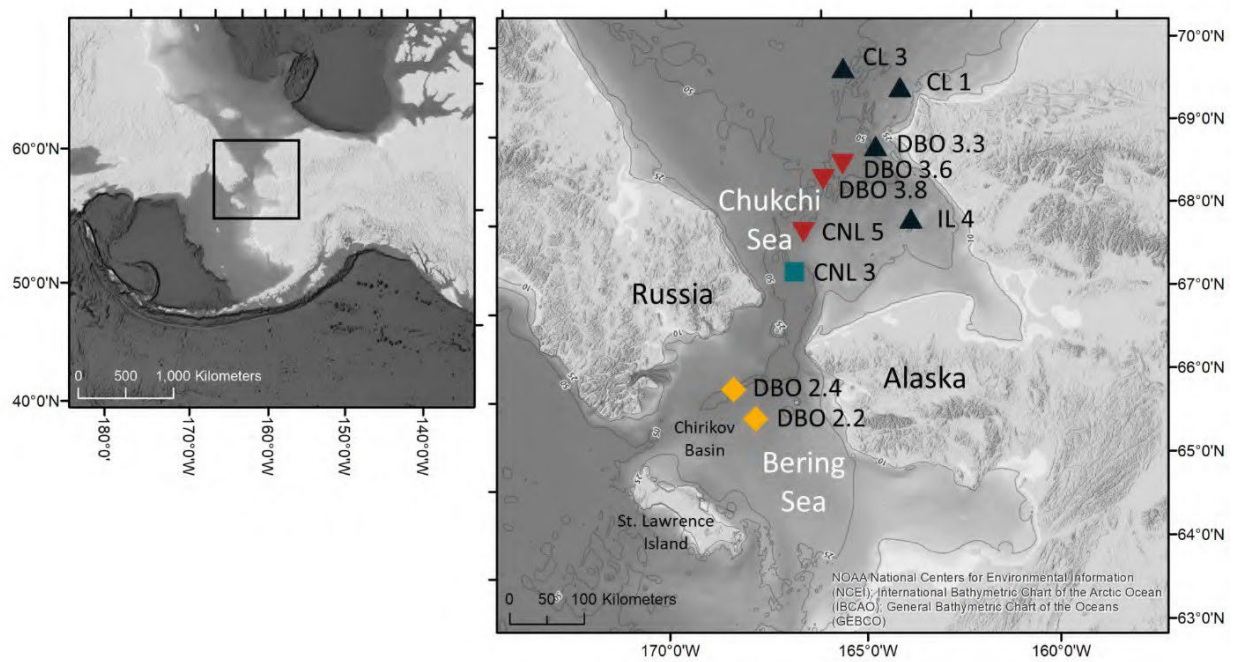 60°0'N
50°0'N
40°0'N
0 500 1,000 Kilometers
180°0'
170°0'W
160°0'W
150°0'W
140°0'W
70°0'N
69°0'N
68°0'N
67°0'N
66°0'N
65°0'N
64°0'N
63°0'N
CL 3
CL 1
DBO 3.3
DBO 3.6
DBO 3.8
Chukchi
Sea
IL 4
CNL 5
CNL 3
Russia
Alaska
DBO 2.4
DBO 2.2
Chirikov
Basin
Bering
Sea
St. Lawrence
Island
NOAA National Centers for Environmental Information
(NCEI); International Bathymetric Chart of the Arctic Ocean
(IBCAO); General Bathymetric Chart of the Oceans
(GEBCO)
0 50 100 Kilometers
170°0'W
165°0'W
160°0'W